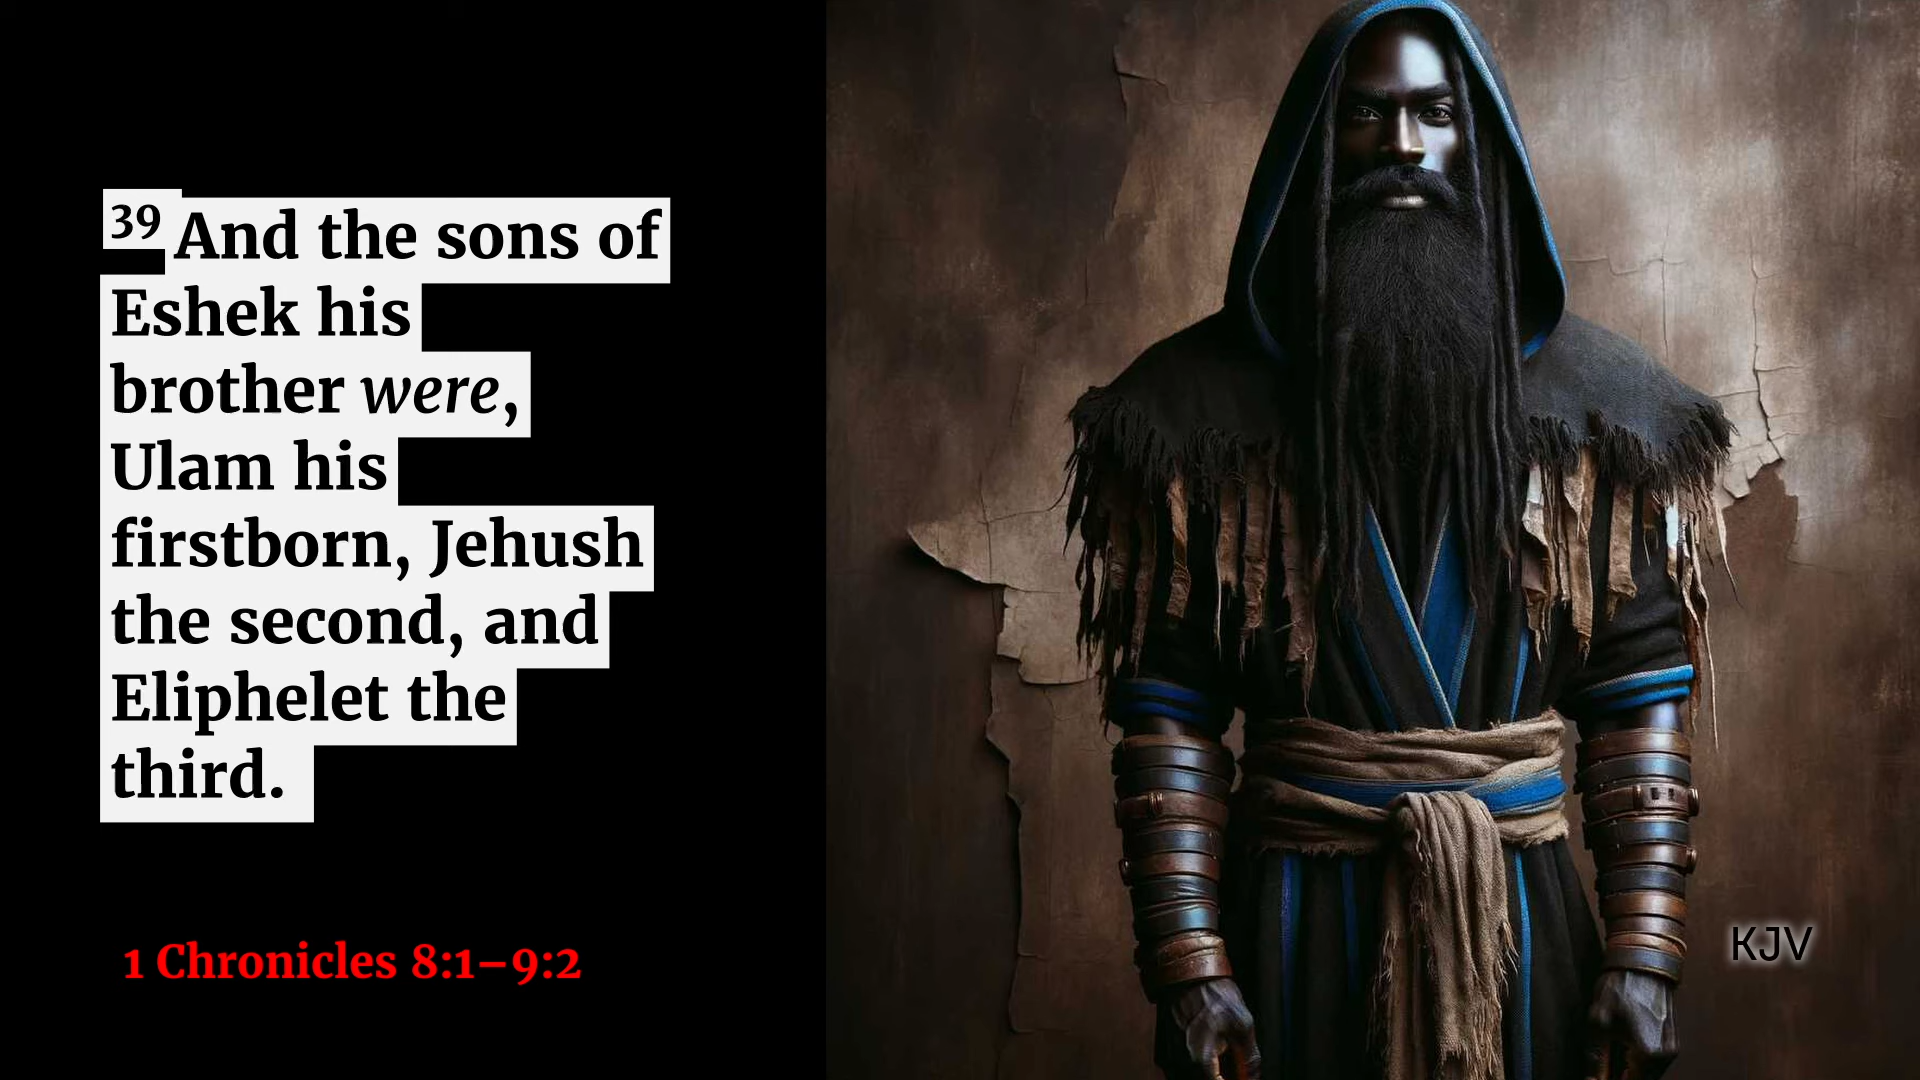 39 And the sons of
Eshek his
brother were,
Ulam his
firstborn, Jehush
the second, and
Eliphelet the
third.
1 Chronicles 8:1–9:2
KJV